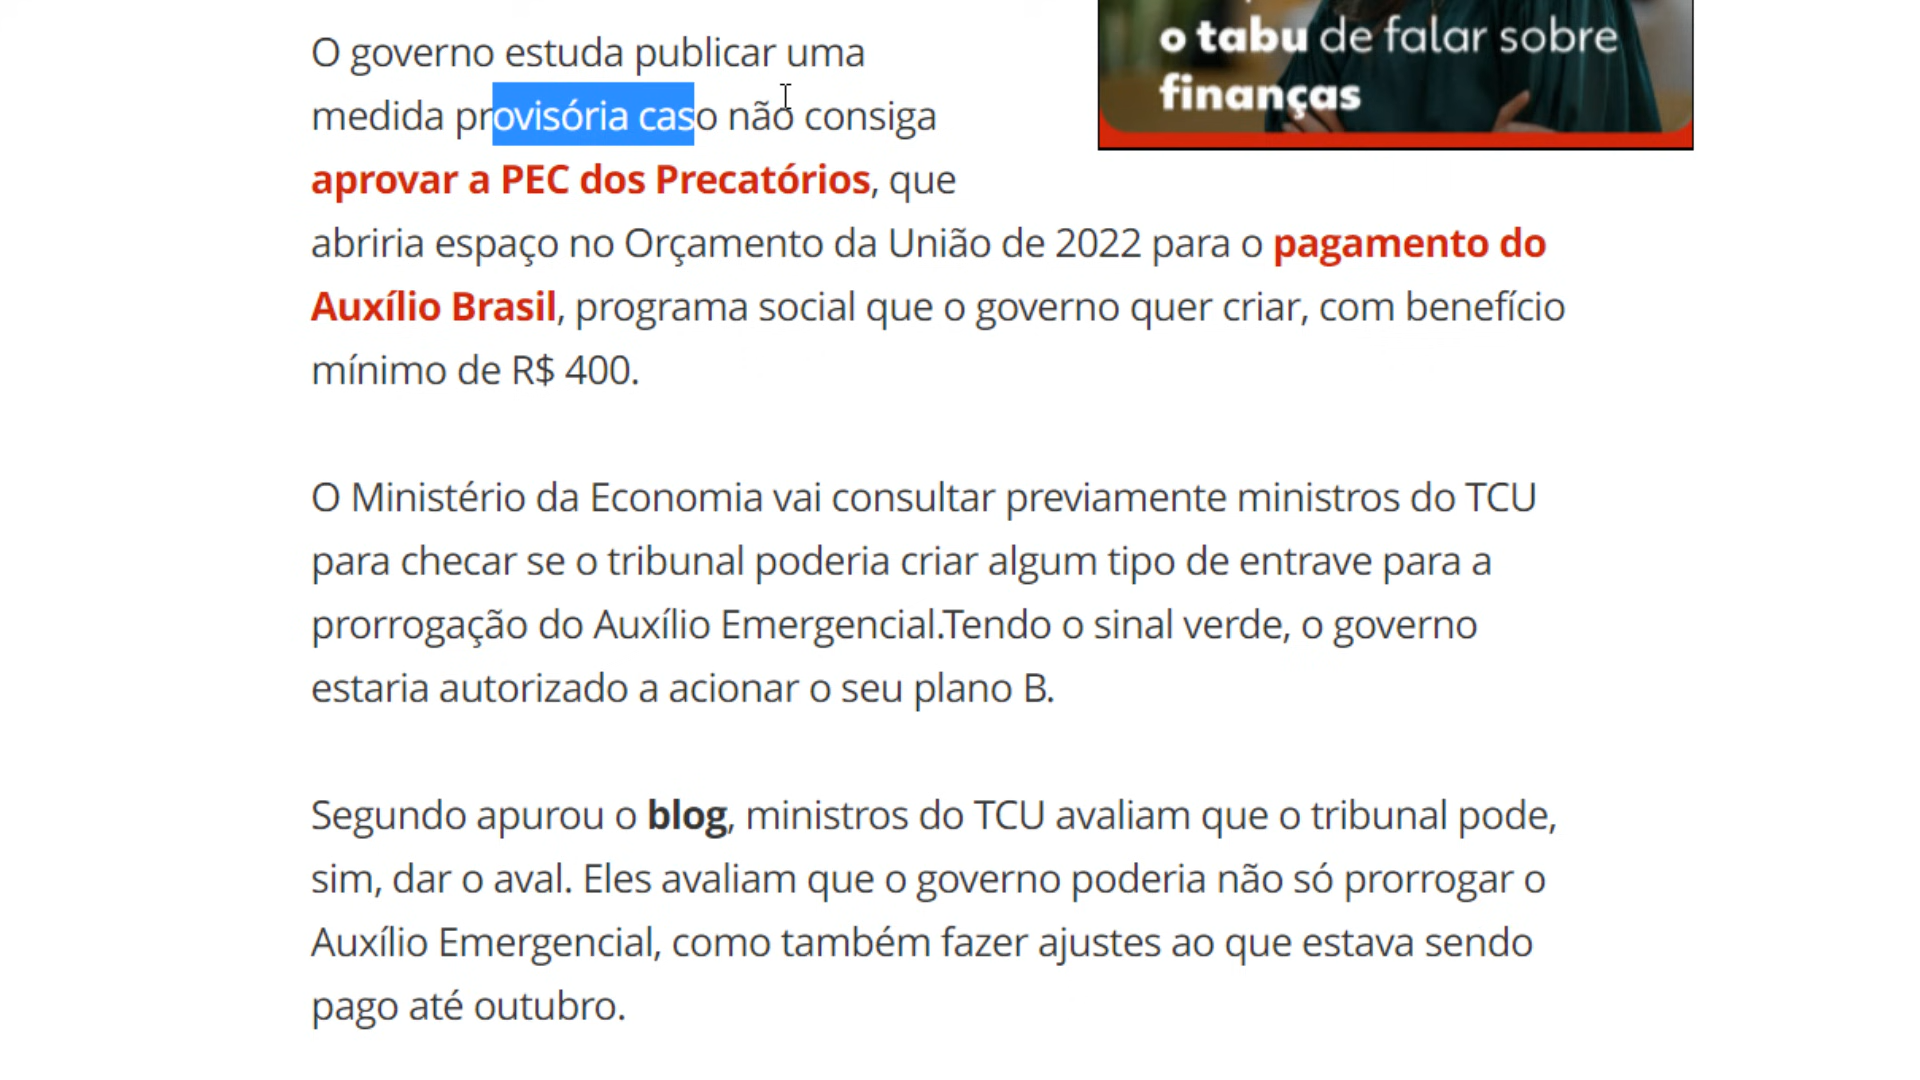 o tabu de falar sobre
finanças
O governo estuda publicar uma
medida provisória caso não consiga
aprovar a PEC dos Precatórios, que
abriria espaço no Orçamento da União de 2022 para o pagamento do
Auxílio Brasil, programa social que o governo quer criar, com benefício
mínimo de R$ 400.
O Ministério da Economia vai consultar previamente ministros do TCU
para checar se o tribunal poderia criar algum tipo de entrave para a
prorrogação do Auxílio Emergencial.Tendo o sinal verde, o governo
estaria autorizado a acionar o seu plano B.
Segundo apurou o blog, ministros do TCU avaliam que o tribunal pode,
sim, dar o aval. Eles avaliam que o governo poderia não só prorrogar o
Auxílio Emergencial, como também fazer ajustes ao que estava sendo
pago até outubro.